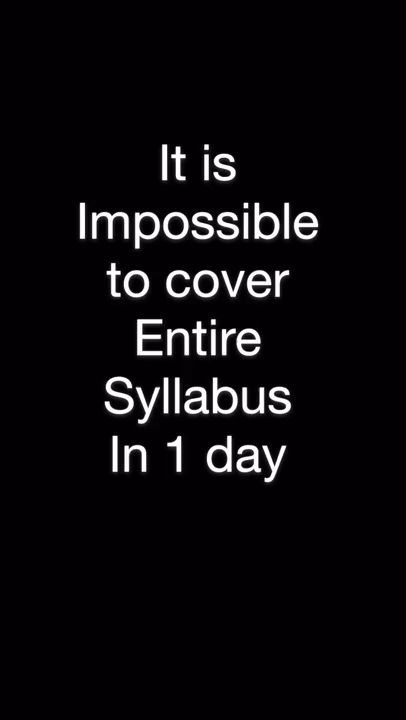 It is
Impossible
to cover
Entire
Syllabus
In 1 day